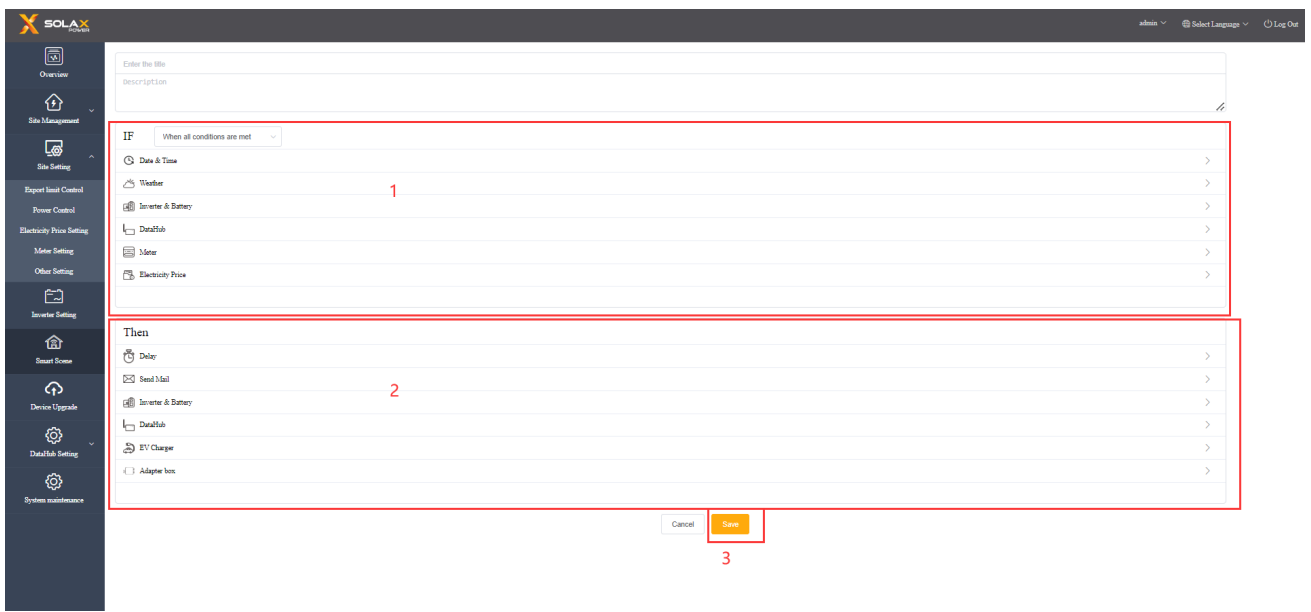 SOLAX
POWER
admin
Select Language
Log Out
Overview
Site Management
Site Setting
Export limit Control
Power Control
Electricity Price Setting
Meter Setting
Other Setting
Inverter Setting
Smart Scene
Device Upgrade
DataHub Setting
System maintenance
Enter the title
Description
IF
When all conditions are met
Date & Time
Weather
1
Inverter & Battery
DataHub
Meter
Electricity Price
Then
Delay
Send Mail
2
Inverter & Battery
DataHub
EV Charger
Adapter box
Cancel
Save
3